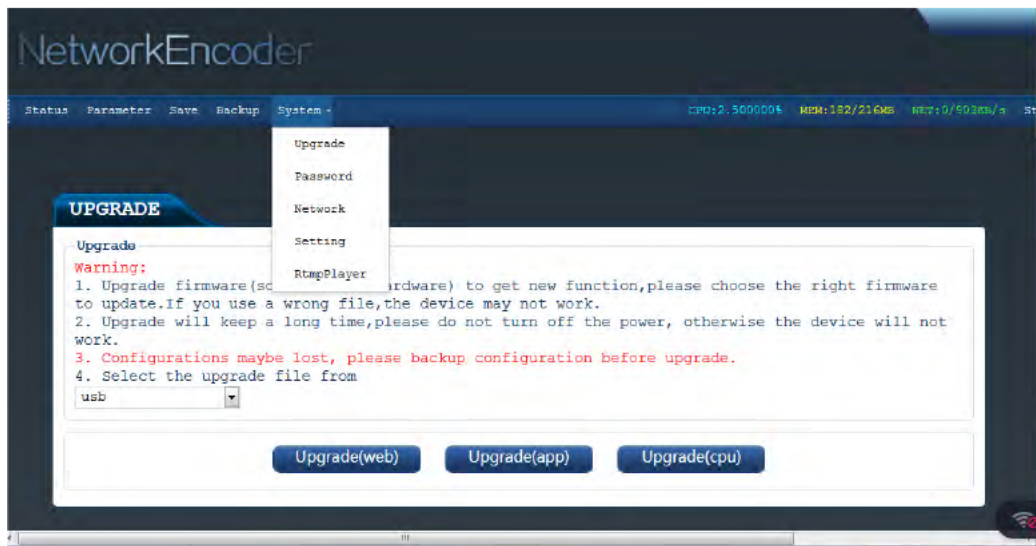 NetworkEncoder
Status Parameter Save Backup System CPU:2.500000% MEM:182/216MB NET:0/903KB/s St
Upgrade
Password
Network
Setting
RtmpPlayer
UPGRADE
Upgrade
Warning:
1. Upgrade firmware(so ardware) to get new function,please choose the right firmware
to update.If you use a wrong file,the device may not work.
2. Upgrade will keep a long time,please do not turn off the power, otherwise the device will not
work.
3. Configurations maybe lost, please backup configuration before upgrade.
4. Select the upgrade file from
usb
Upgrade(web) Upgrade(app) Upgrade(cpu)